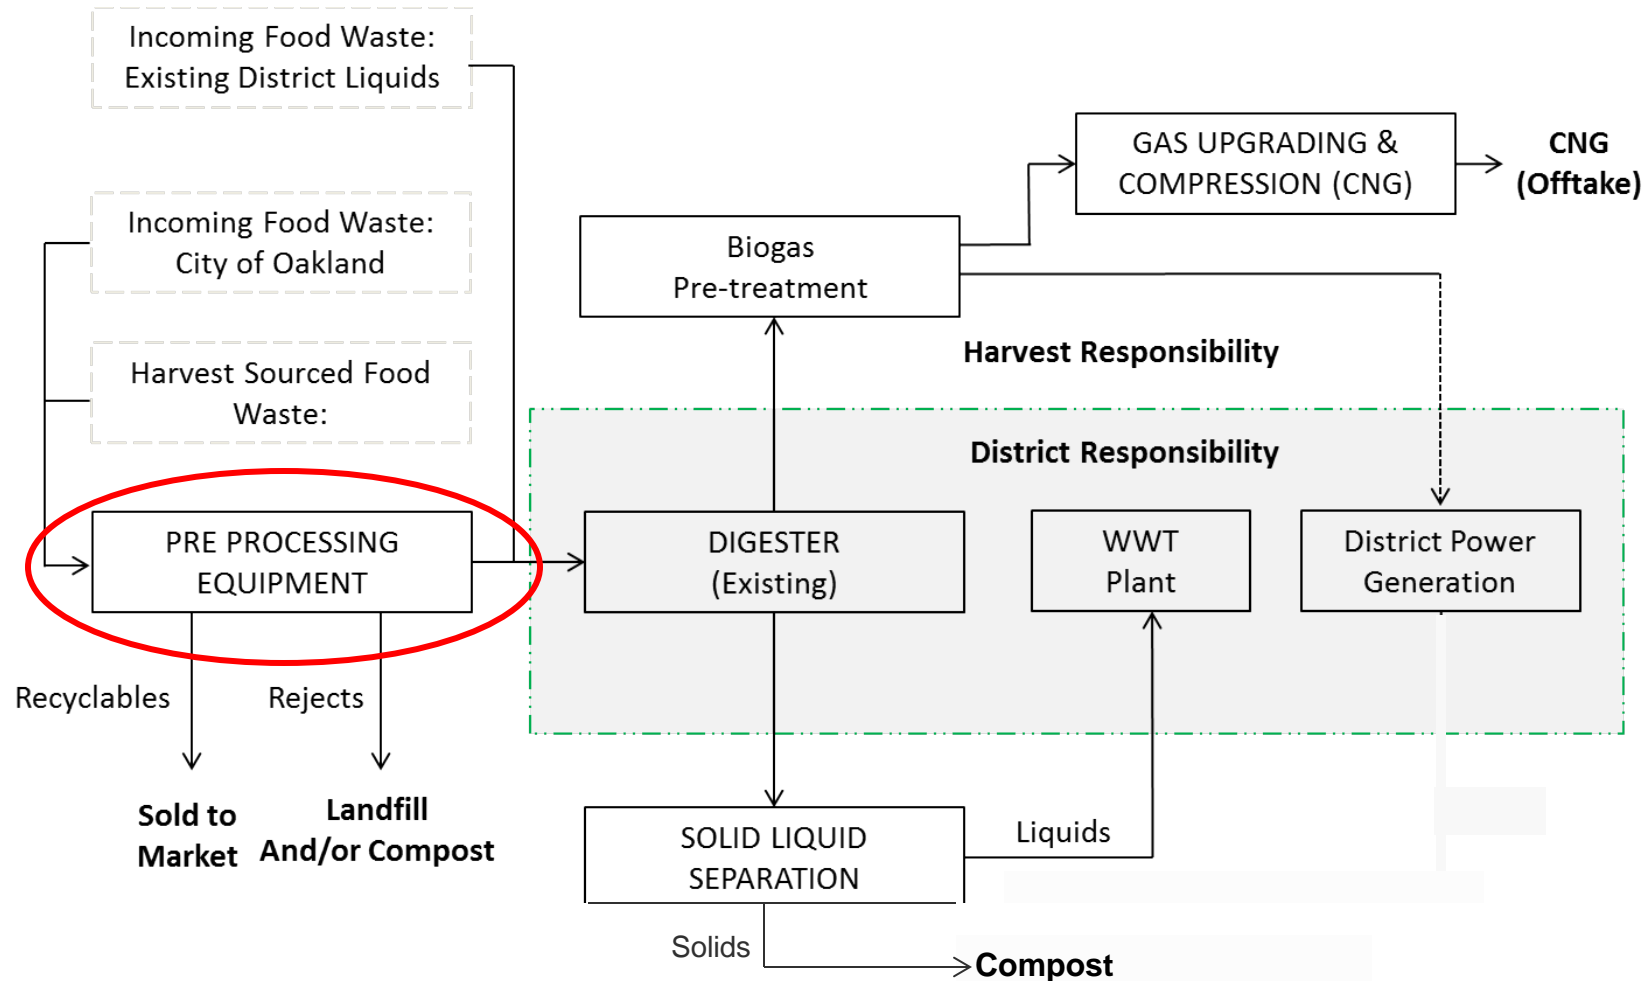 Incoming Food Waste:
Existing District Liquids
GAS UPGRADING &
COMPRESSION (CNG)
CNG
(Offtake)
Incoming Food Waste:
City of Oakland
Biogas
Pre-treatment
Harvest Sourced Food
Waste:
Harvest Responsibility
District Responsibility
PRE PROCESSING
EQUIPMENT
DIGESTER
(Existing)
WWT
Plant
District Power
Generation
Recyclables
Rejects
Sold to
Market
Landfill
And/or Compost
SOLID LIQUID
SEPARATION
Liquids
Solids
Compost